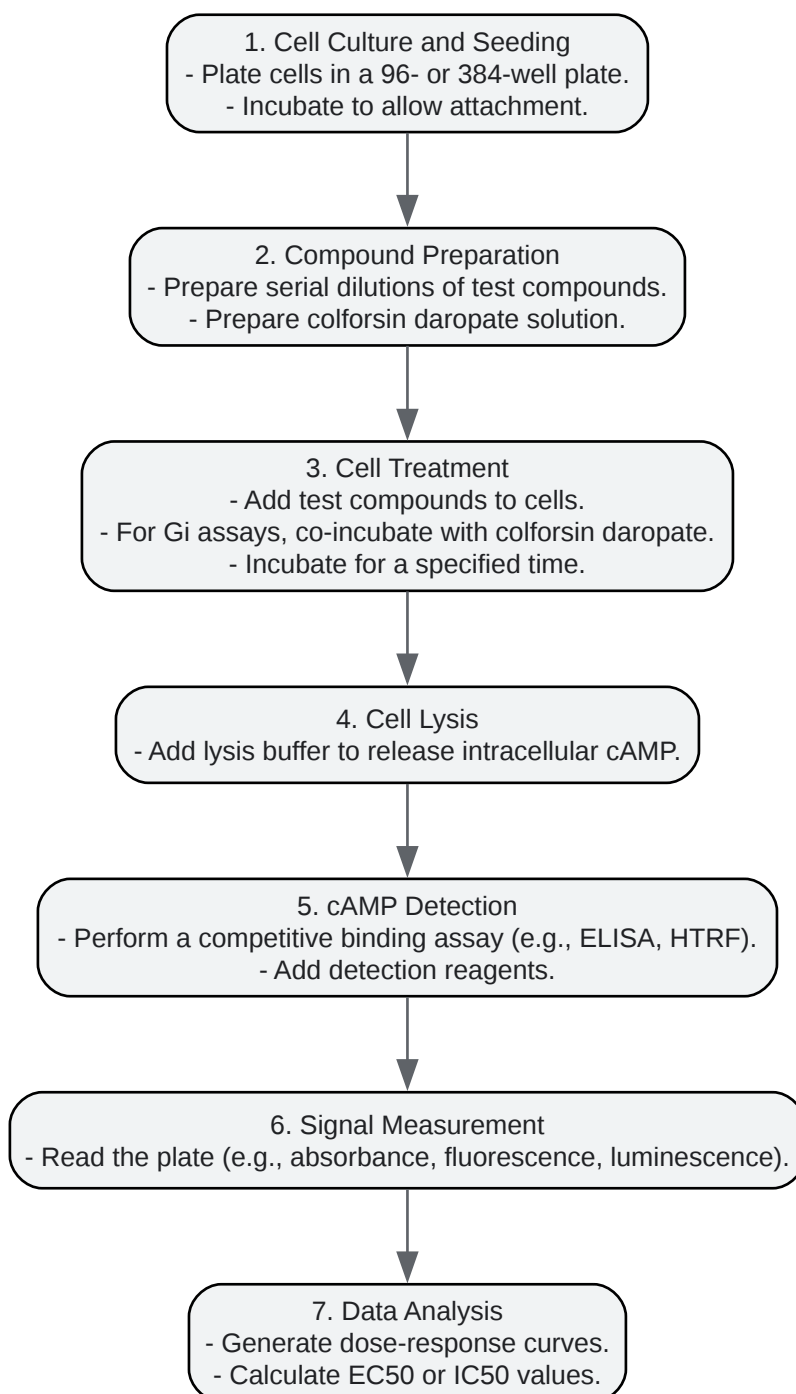 1. Cell Culture and Seeding
- Plate cells in a 96- or 384-well plate.
- Incubate to allow attachment.
2. Compound Preparation
- Prepare serial dilutions of test compounds.
- Prepare colforsin daropate solution.
3. Cell Treatment
- Add test compounds to cells.
- For Gi assays, co-incubate with colforsin daropate.
- Incubate for a specified time.
4. Cell Lysis
- Add lysis buffer to release intracellular cAMP.
5. cAMP Detection
- Perform a competitive binding assay (e.g., ELISA, HTRF).
- Add detection reagents.
6. Signal Measurement
- Read the plate (e.g., absorbance, fluorescence, luminescence).
7. Data Analysis
- Generate dose-response curves.
- Calculate EC50 or IC50 values.